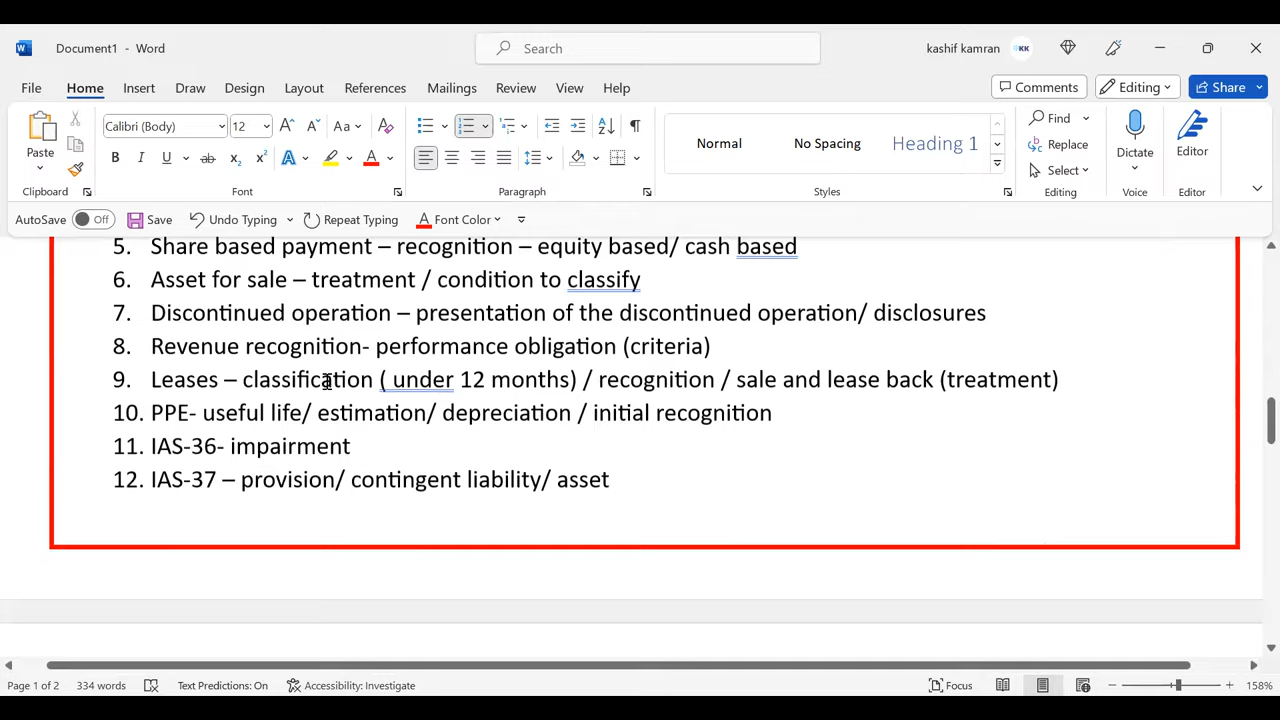 Document1 - Word
Search
kashif kamran
KK
File
Home
Insert
Draw
Design
Layout
References
Mailings
Review
View
Help
Comments
Editing
Share
Paste
Clipboard
Calibri (Body)
12
Font
Paragraph
Normal
No Spacing
Heading 1
Styles
Find
Replace
Select
Editing
Dictate
Voice
Editor
Editor
AutoSave Off
Save
Undo Typing
Repeat Typing
Font Color
5. Share based payment – recognition – equity based/ cash based
6. Asset for sale – treatment / condition to classify
7. Discontinued operation – presentation of the discontinued operation/ disclosures
8. Revenue recognition- performance obligation (criteria)
9. Leases – classification ( under 12 months) / recognition / sale and lease back (treatment)
10. PPE- useful life/ estimation/ depreciation / initial recognition
11. IAS-36- impairment
12. IAS-37 – provision/ contingent liability/ asset
Page 1 of 2
334 words
Text Predictions: On
Accessibility: Investigate
Focus
158%